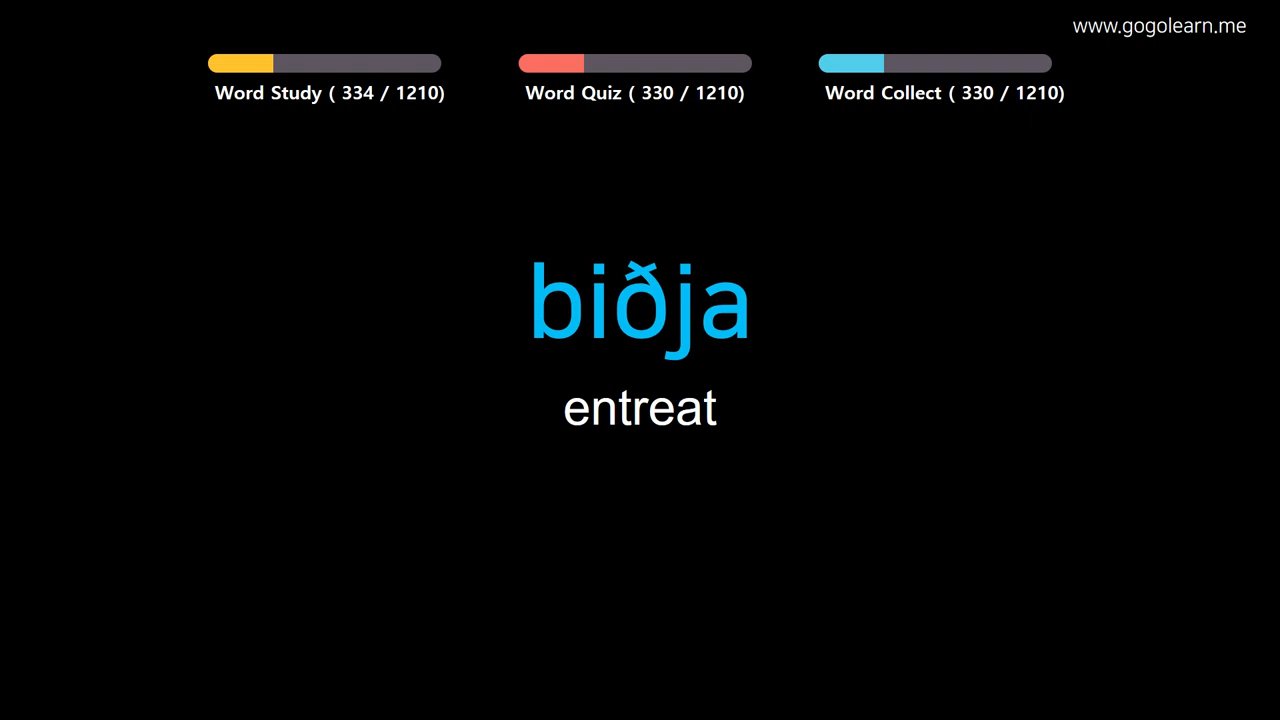 www.gogolearn.me
Word Study ( 334 / 1210)
Word Quiz ( 330 / 1210)
Word Collect ( 330 / 1210)
biðja
entreat